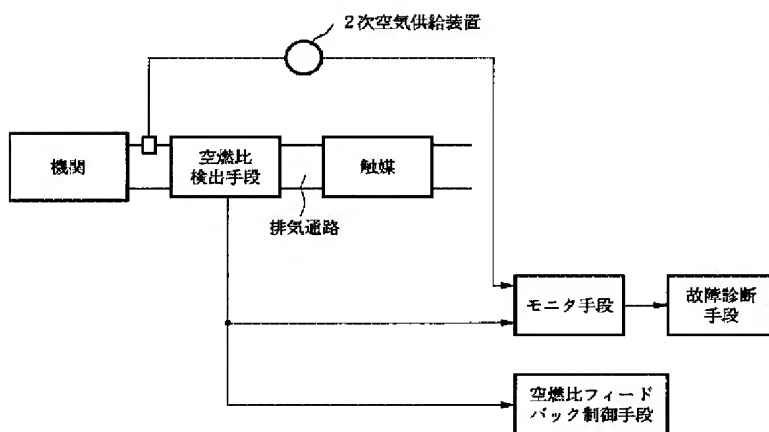 2次空気供給装置
機関
空燃比
検出手段
触媒
排気通路
モニタ手段
故障診断
手段
空燃比フィード
バック制御手段